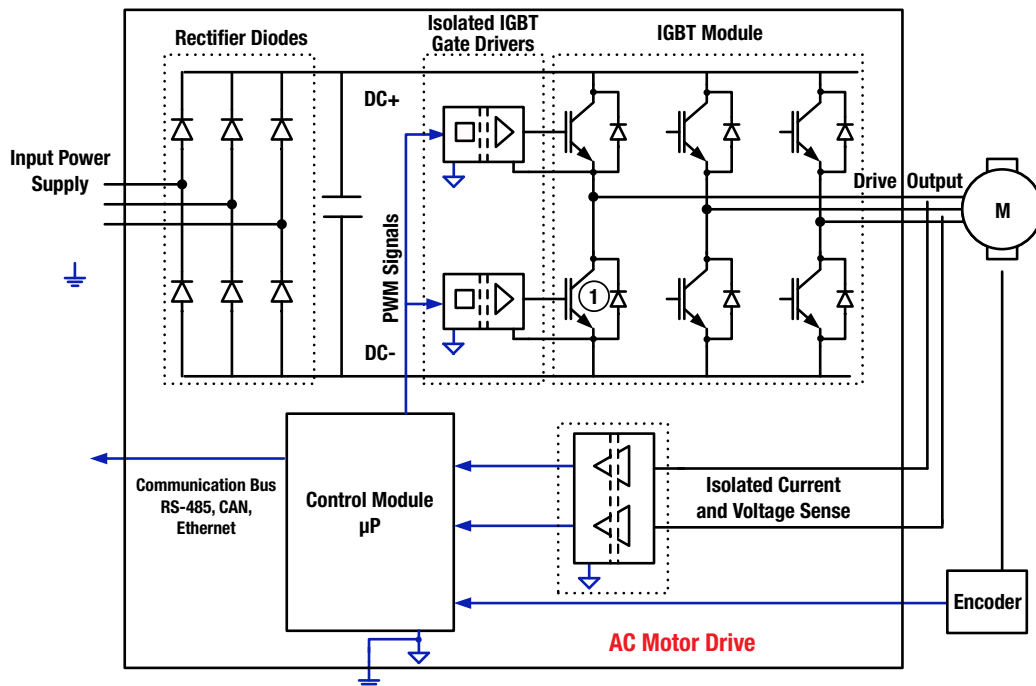 Rectifier Diodes
Isolated IGBT
Gate Drivers
IGBT Module
DC+
Input Power
Supply
PWM Signals
Drive Output
M
1
DC-
Communication Bus
RS-485, CAN,
Ethernet
Control Module
µP
Isolated Current
and Voltage Sense
Encoder
AC Motor Drive